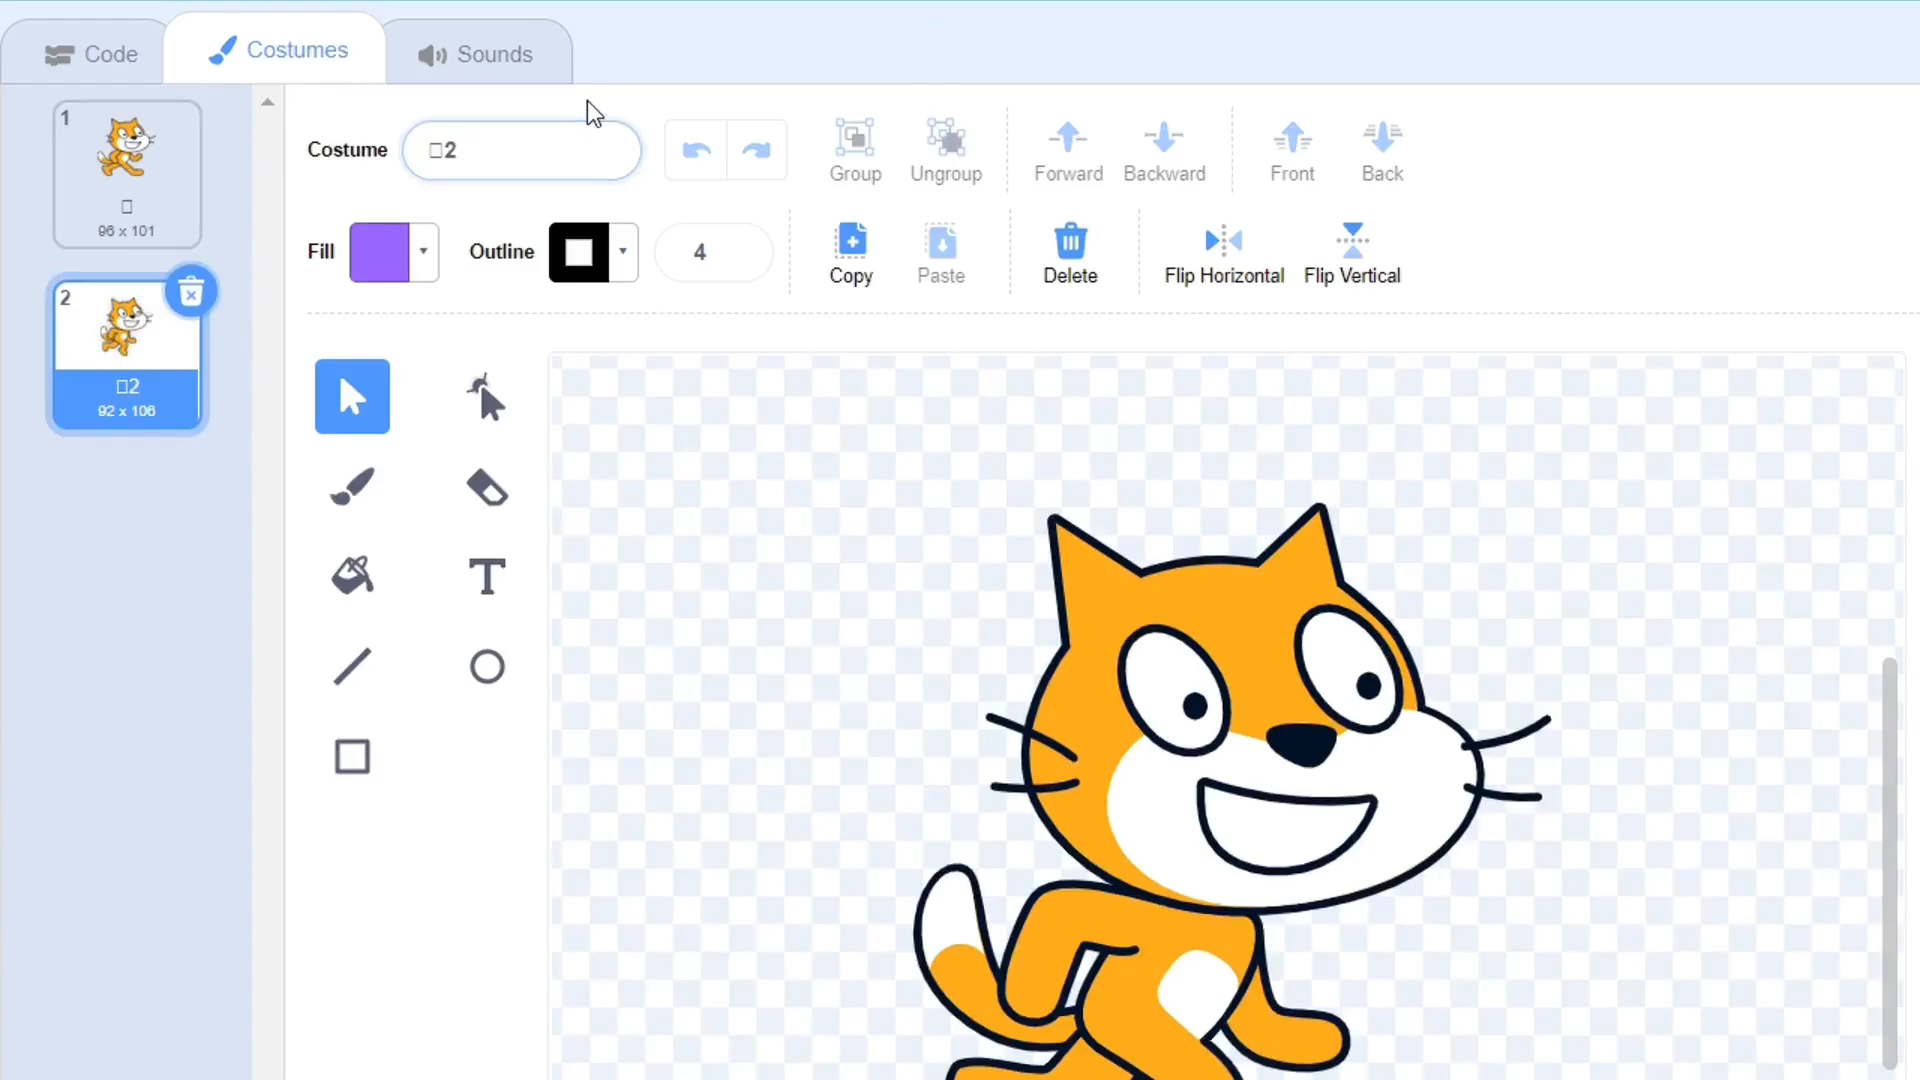 Code
Costumes
Sounds
1
□
96 x 101
2
□2
92 x 106
Costume
□2
Group
Ungroup
Forward
Backward
Front
Back
Fill
Outline
4
Copy
Paste
Delete
Flip Horizontal
Flip Vertical
T